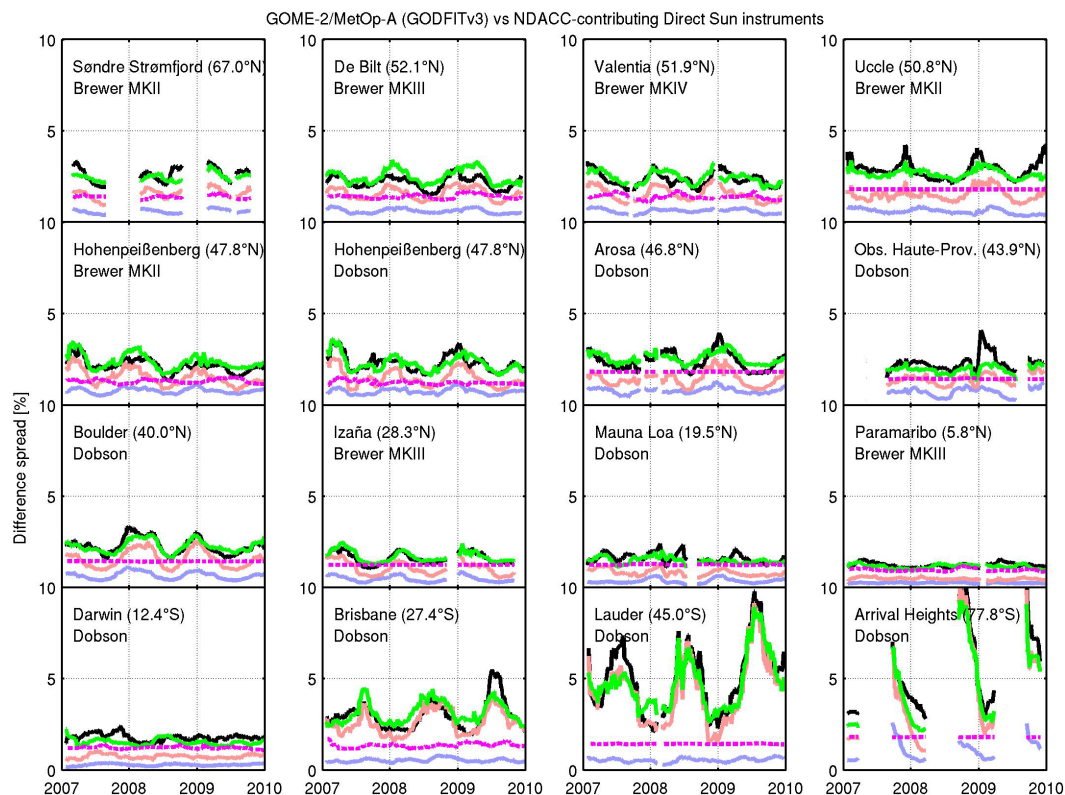 GOME-2/MetOp-A (GODFITv3) vs NDACC-contributing Direct Sun instruments
10 10 10 10
Søndre Strømfjord (67.0°N)
Brewer MKII
De Bilt (52.1°N)
Brewer MKIII
Valentia (51.9°N)
Brewer MKIV
Uccle (50.8°N)
Brewer MKII
5 5 5 5
10 10 10 10
Hohenpeißenberg (47.8°N)
Brewer MKII
Hohenpeißenberg (47.8°N)
Dobson
Arosa (46.8°N)
Dobson
Obs. Haute-Prov. (43.9°N)
Dobson
5 5 5 5
10 10 10 10
Boulder (40.0°N)
Dobson
Izaña (28.3°N)
Brewer MKIII
Mauna Loa (19.5°N)
Dobson
Paramaribo (5.8°N)
Brewer MKIII
5 5 5 5
10 10 10 10
Darwin (12.4°S)
Dobson
Brisbane (27.4°S)
Dobson
Lauder (45.0°S)
Dobson
Arrival Heights (77.8°S)
Dobson
5 5 5 5
0 0 0 0
2007 2008 2009 2010 2007 2008 2009 2010 2007 2008 2009 2010 2007 2008 2009 2010
Difference spread [%]